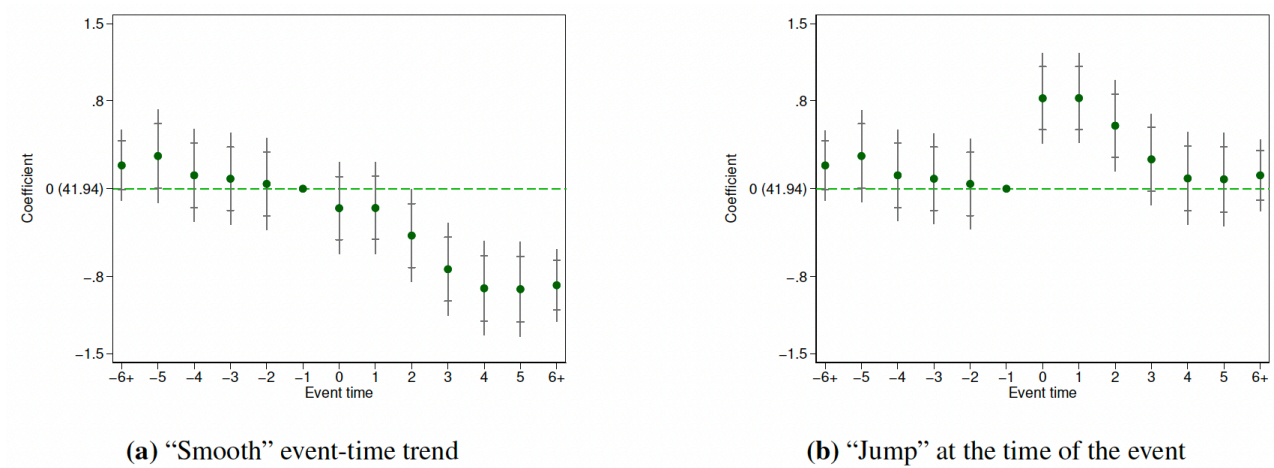 1.5
.8
0 (41.94)
−.8
−1.5
Coefficient
−6+ −5 −4 −3 −2 −1 0 1 2 3 4 5 6+
Event time
(a) “Smooth” event-time trend
1.5
.8
0 (41.94)
−.8
−1.5
Coefficient
−6+ −5 −4 −3 −2 −1 0 1 2 3 4 5 6+
Event time
(b) “Jump” at the time of the event